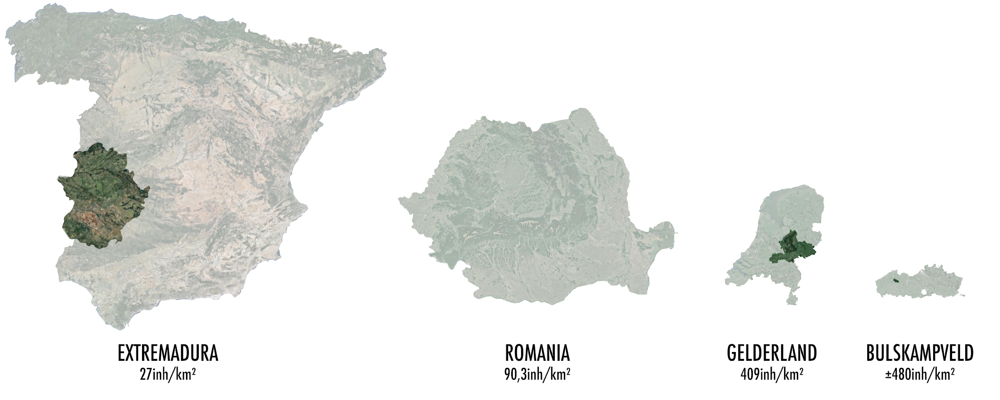 EXTREMADURA
27inh/km²
ROMANIA
90,3inh/km²
GELDERLAND
409inh/km²
BULSKAMPVELD
±480inh/km²